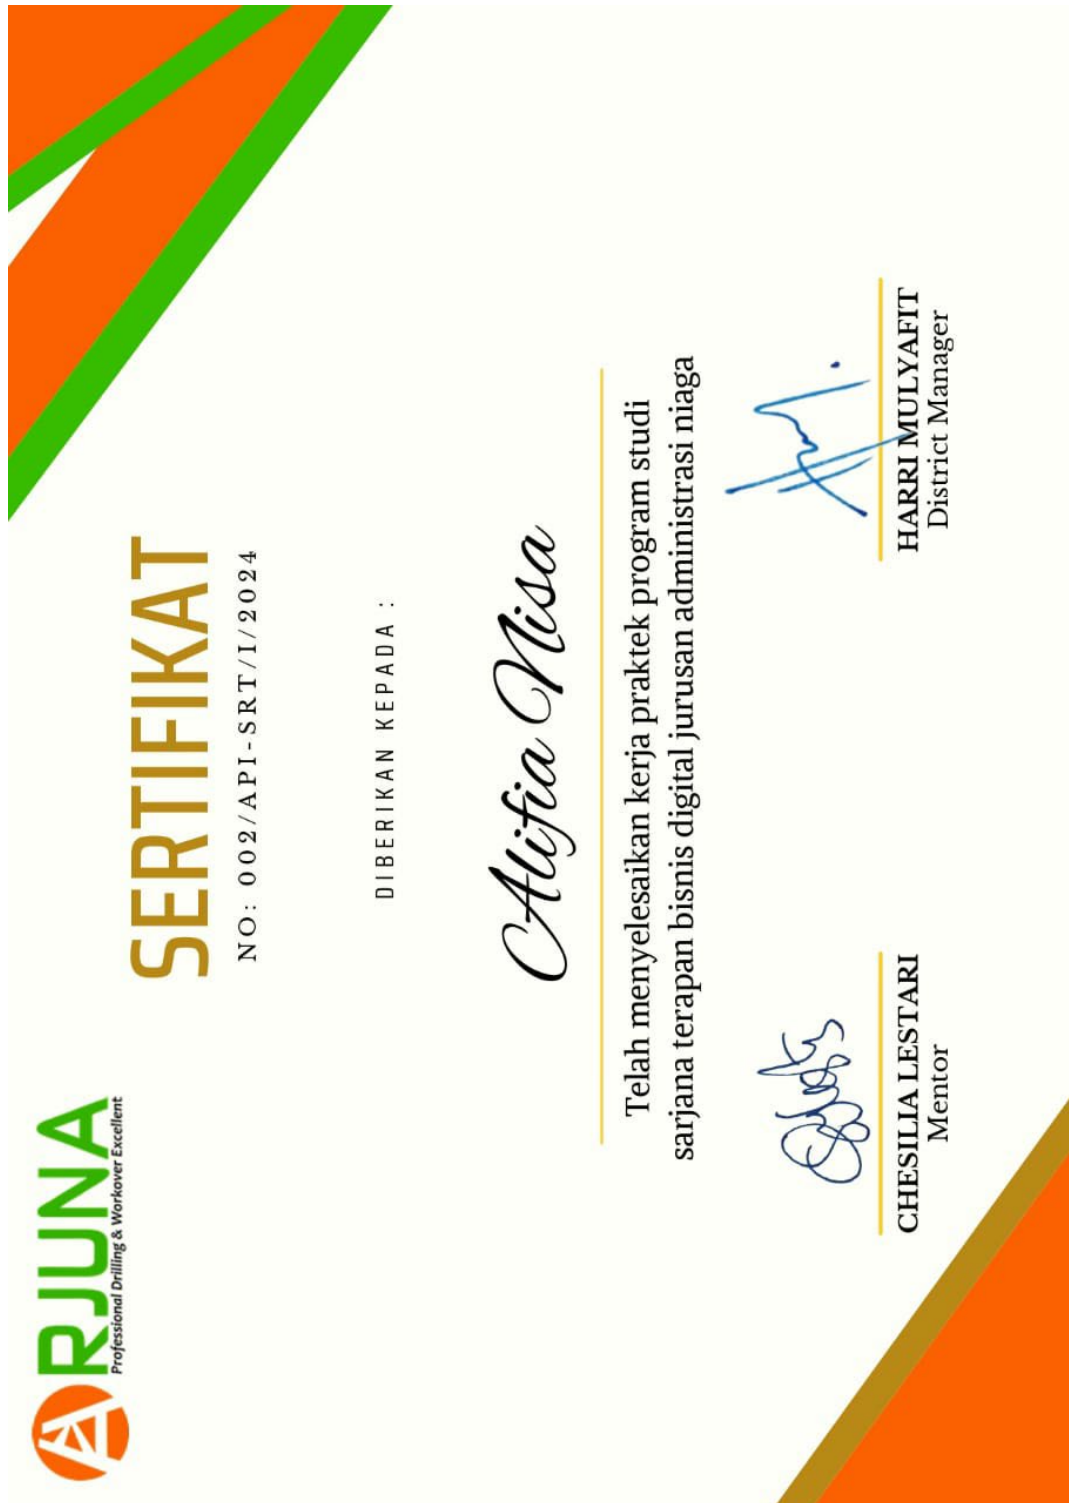 ARJUNA
Professional Drilling & Workover Excellent
SERTIFIKAT
NO: 002/API-SRT/I/2024
DIBERIKAN KEPADA :
Alifia Nisa
Telah menyelesaikan kerja praktek program studi
sarjana terapan bisnis digital jurusan administrasi niaga
CHESILIA LESTARI
Mentor
HARRI MULYAFIT
District Manager